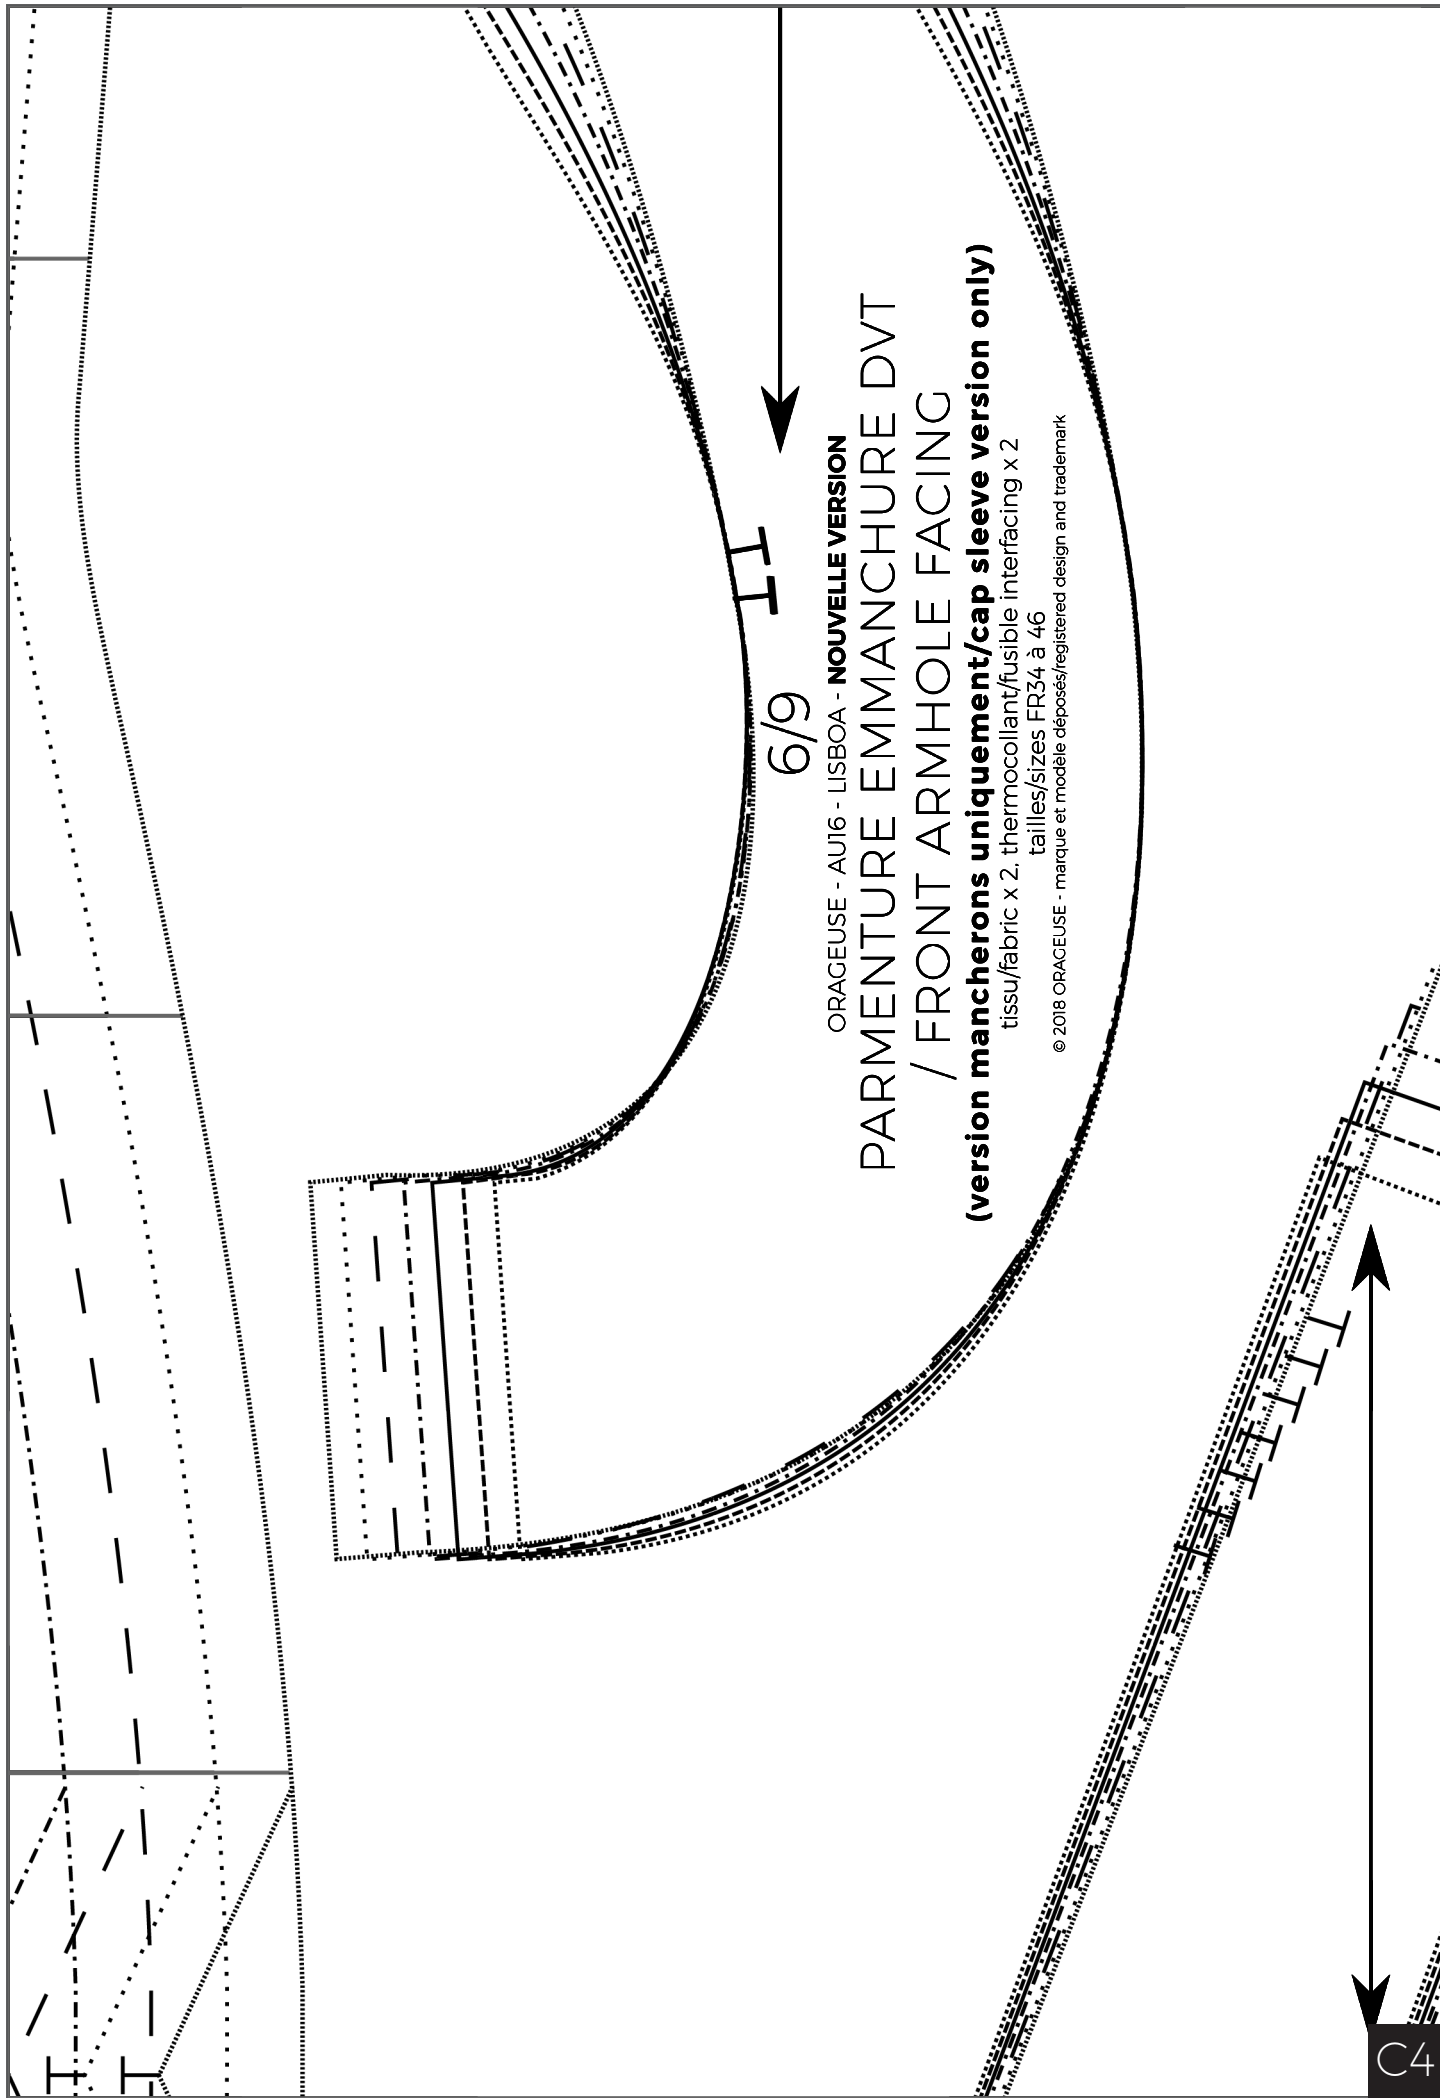 6/9
ORAGEUSE - AU16 - LISBOA - NOUVELLE VERSION
PARMENTURE EMMANCHURE DVT
/ FRONT ARMHOLE FACING
(version mancherons uniquement/cap sleeve version only)
tissu/fabric x 2, thermocollant/fusible interfacing x 2
tailles/sizes FR34 à 46
© 2018 ORAGEUSE - marque et modèle déposés/registered design and trademark
C4